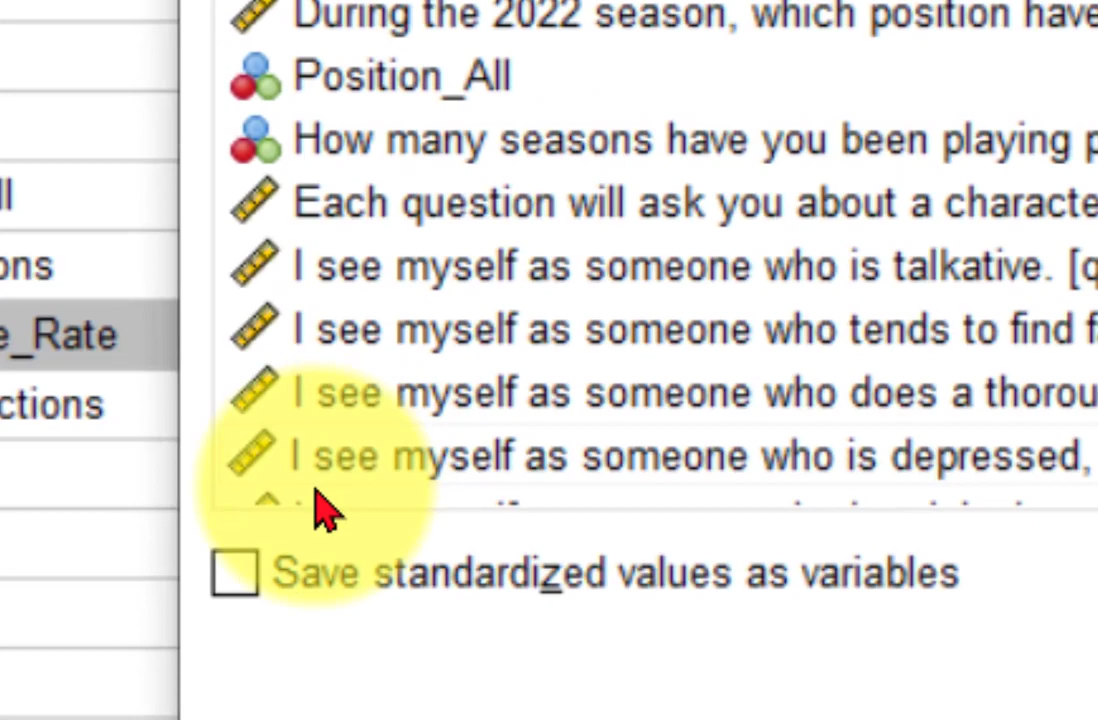 During the 2022 season, which position have
Position_All
How many seasons have you been playing p
ll
Each question will ask you about a characte
ons
I see myself as someone who is talkative. [q
e_Rate
I see myself as someone who tends to find f
ctions
I see myself as someone who does a thorou
I see myself as someone who is depressed,
Save standardized values as variables